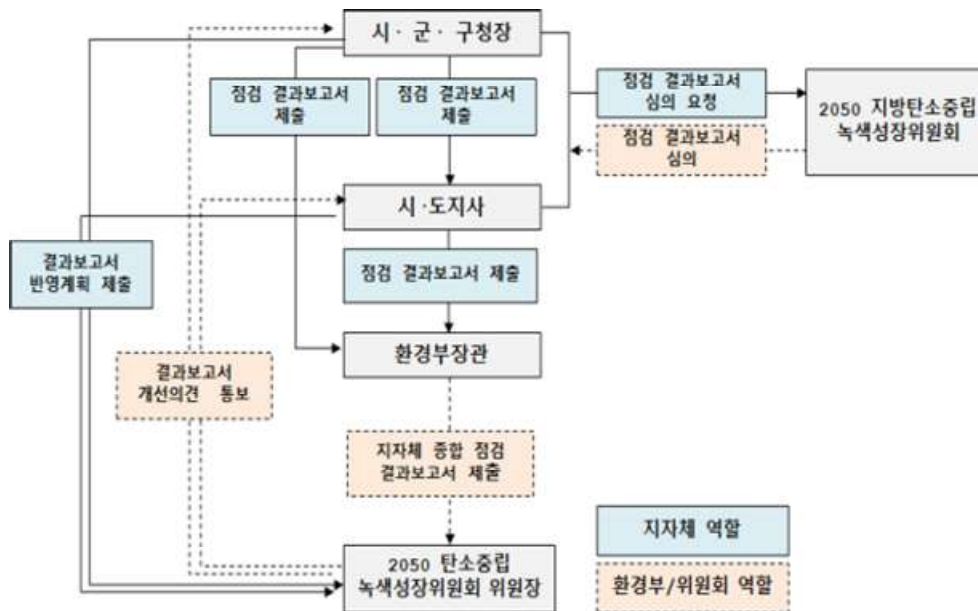 시· 군· 구청장
점검 결과보고서
제출
점검 결과보고서
제출
점검 결과보고서
심의 요청
점검 결과보고서
심의
2050 지방탄소중립
녹색성장위원회
시·도지사
결과보고서
반영계획 제출
점검 결과보고서 제출
환경부장관
결과보고서
개선의견 통보
지자체 종합 점검
결과보고서 제출
2050 탄소중립
녹색성장위원회 위원장
지자체 역할
환경부/위원회 역할